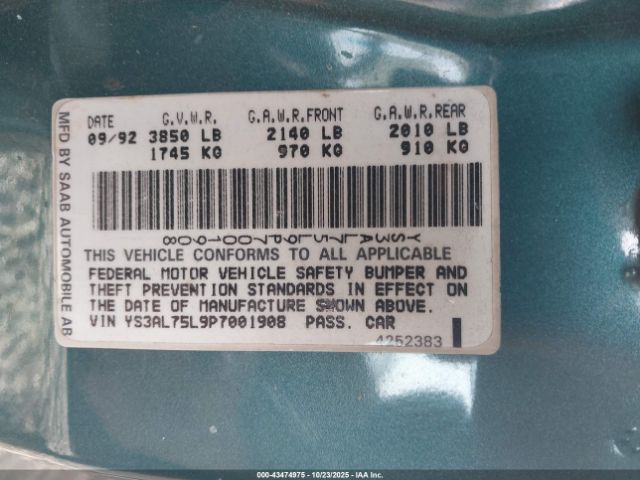 MFD BY SAAB AUTOMOBILE AB
DATE G.V.W.R. G.A.W.R.FRONT G.A.W.R.REAR
09/92 3850 LB 2140 LB 2010 LB
1745 KG 970 KG 910 KG
YS3AL75L9P7001908
THIS VEHICLE CONFORMS TO ALL APPLICABLE
FEDERAL MOTOR VEHICLE SAFETY BUMPER AND
THEFT PREVENTION STANDARDS IN EFFECT ON
THE DATE OF MANUFACTURE SHOWN ABOVE.
VIN YS3AL75L9P7001908 PASS. CAR
4252383
000-43474975 - 10/23/2025 - IAA Inc.